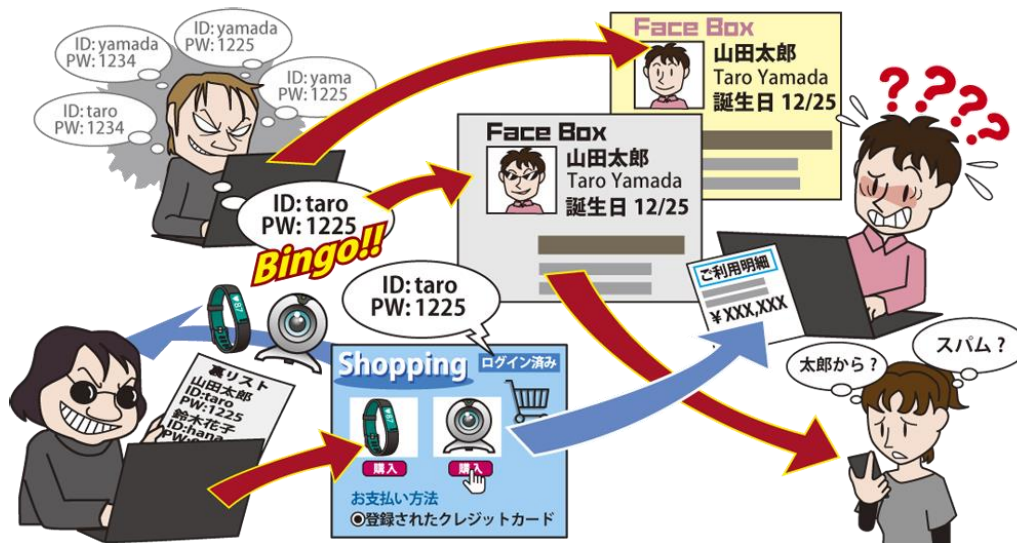 ID: yamada
PW: 1225
ID: yamada
PW: 1234
ID: yama
PW: 1225
ID: taro
PW: 1234
ID: taro
PW: 1225
Bingo!!
Face Box
山田太郎
Taro Yamada
誕生日 12/25
Face Box
山田太郎
Taro Yamada
誕生日 12/25
????
ご利用明細
¥XXX,XXX
ID: taro
PW: 1225
裏リスト
山田太郎
ID:taro
PW:1225
鈴木花子
ID:hana
PW:
87
Shopping
ログイン済み
87
購入
購入
お支払い方法
◉登録されたクレジットカード
太郎から?
スパム?